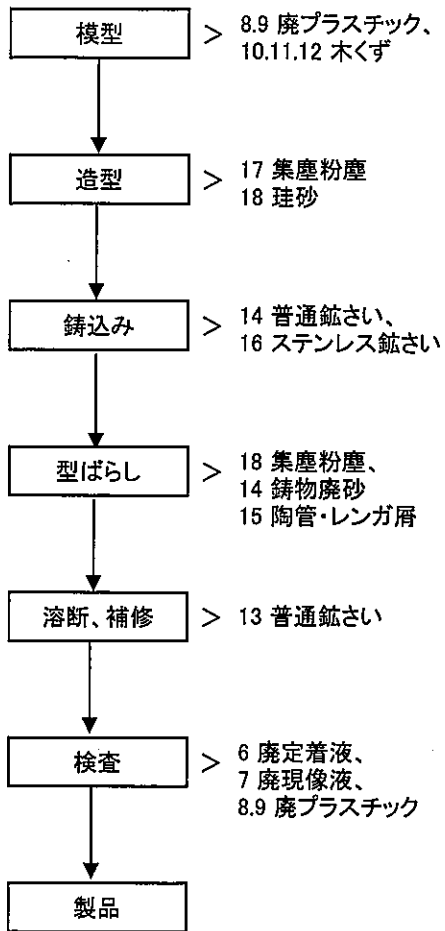 模型
> 8.9 廃プラスチック、
10.11.12 木くず
造型
> 17 集塵粉塵
18 珪砂
鋳込み
> 14 普通鉱さい、
16 ステンレス鉱さい
型ばらし
> 18 集塵粉塵、
14 鋳物廃砂
15 陶管・レンガ屑
溶断、補修
> 13 普通鉱さい
検査
> 6 廃定着液、
7 廃現像液、
8.9 廃プラスチック
製品